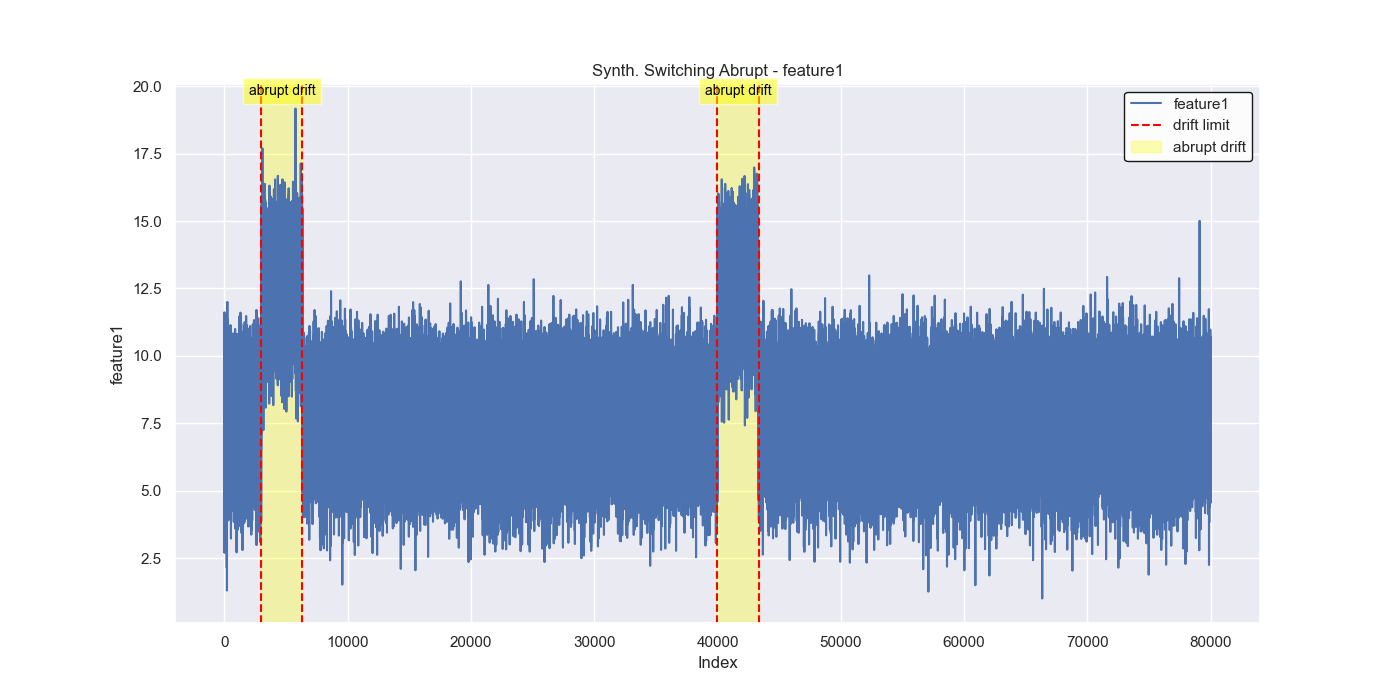 Synth. Switching Abrupt - feature1
abrupt drift
abrupt drift
feature1
drift limit
abrupt drift
20.0
17.5
15.0
12.5
10.0
7.5
5.0
2.5
feature1
0
10000
20000
30000
40000
50000
60000
70000
80000
Index